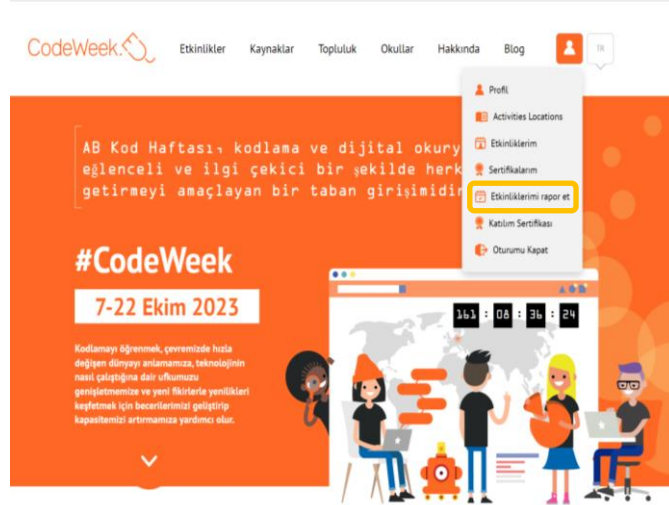 CodeWeek.
Etkinlikler Kaynaklar Topluluk Okullar Hakkında Blog TR
Profil
Activities Locations
Etkinliklerim
Sertifikalarım
Etkinliklerimi rapor et
Katılım Sertifikası
Oturumu Kapat
AB Kod Haftası, kodlama ve dijital okury
eğlenceli ve ilgi çekici bir şekilde herk
getirmeyi amaçlayan bir taban girişimidir
#CodeWeek
7-22 Ekim 2023
161 : 08 : 36 : 24
Kodlamayı öğrenmek, çevremizde hızla
değişen dünyayı anlamamıza, teknolojinin
nasıl çalıştığına dair ufkumuzu
genişletmemize ve yeni fikirlerle yenilikleri
keşfetmek için becerilerimizi geliştirip
kapasitemizi artırmamıza yardımcı olur.